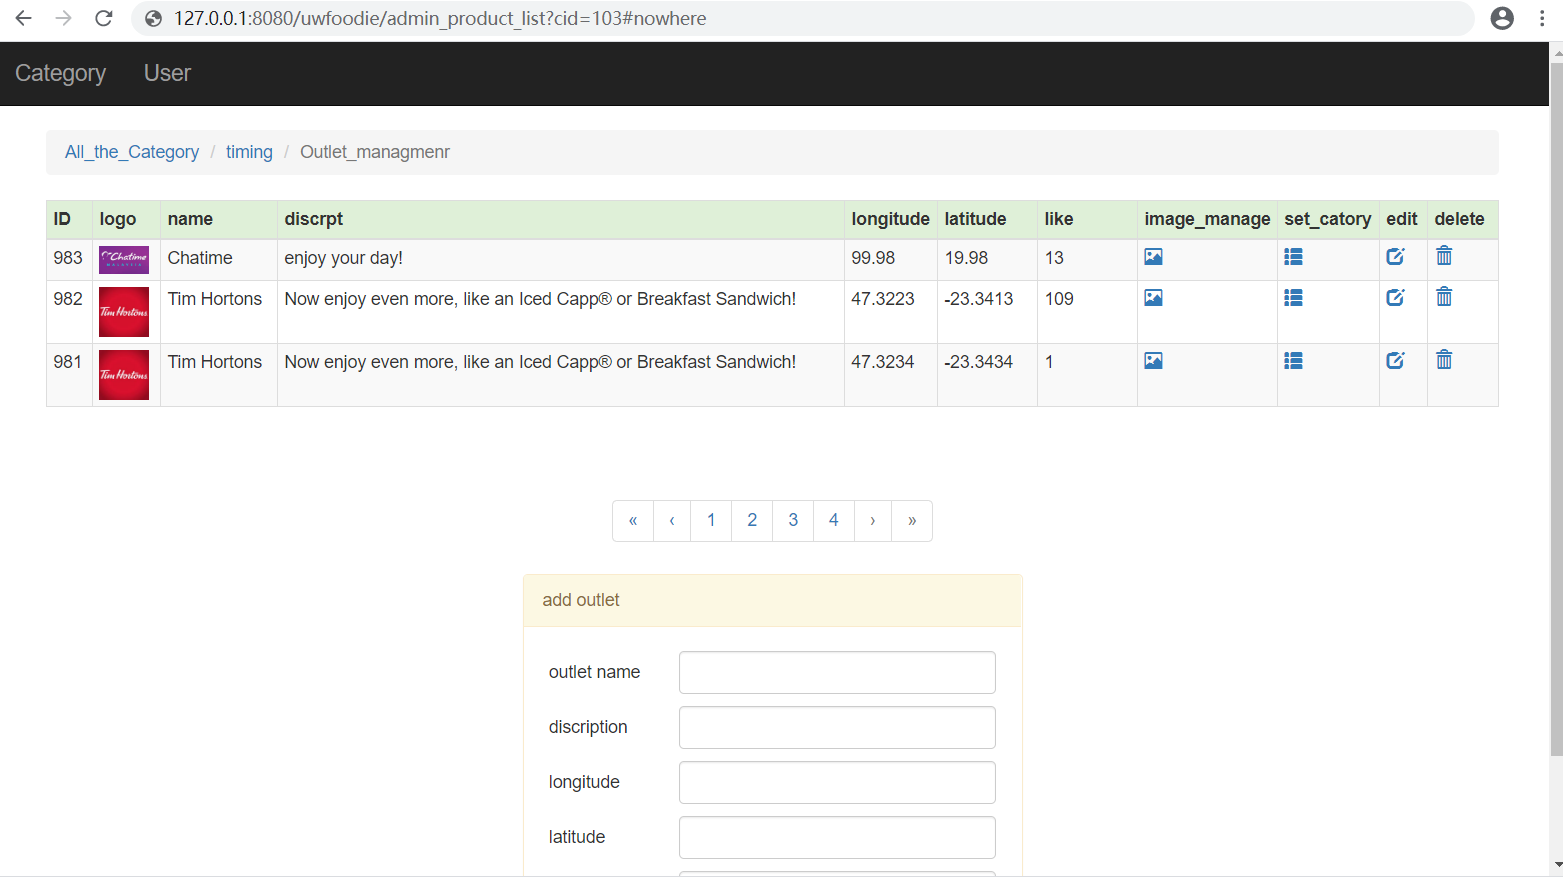 127.0.0.1:8080/uwfoodie/admin_product_list?cid=103#nowhere
Category User
All_the_Category / timing / Outlet_managmenr
ID logo name discrpt longitude latitude like image_manage set_catory edit delete
983 Chatime Chatime enjoy your day! 99.98 19.98 13
982 Tim Hortons Tim Hortons Now enjoy even more, like an Iced Capp® or Breakfast Sandwich! 47.3223 -23.3413 109
981 Tim Hortons Tim Hortons Now enjoy even more, like an Iced Capp® or Breakfast Sandwich! 47.3234 -23.3434 1
« ‹ 1 2 3 4 › »
add outlet
outlet name
discription
longitude
latitude